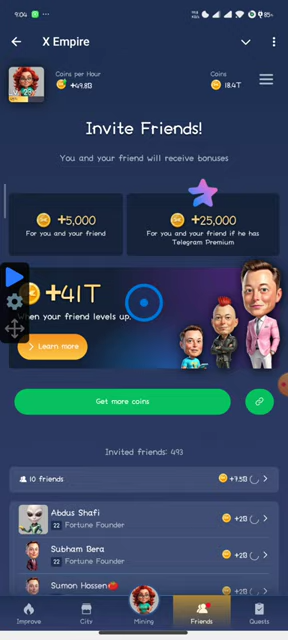 9:04
85%
X Empire
Coins per Hour
+49.8B
Coins
18.4T
Invite Friends!
You and your friend will receive bonuses
+5,000
For you and your friend
+25,000
For you and your friend if he has
Telegram Premium
+41T
when your friend levels up.
Learn more
Get more coins
Invited friends: 493
10 friends
+7.5B
Abdus Shafi
22 Fortune Founder
+2B
Subham Bera
22 Fortune Founder
+2B
Sumon Hossen
22 Fortune Founder
+2B
Improve
City
Mining
Friends
Quests